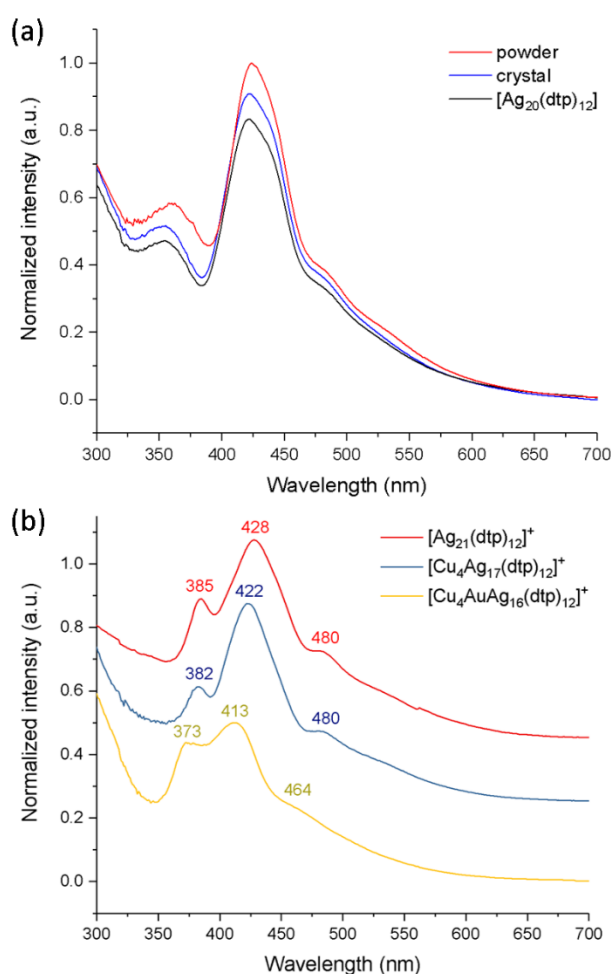 (a)
powder
crystal
[Ag₂₀(dtp)₁₂]
Normalized intensity (a.u.)
1.0
0.8
0.6
0.4
0.2
0.0
300 350 400 450 500 550 600 650 700
Wavelength (nm)
(b)
[Ag₂₁(dtp)₁₂]⁺
[Cu₄Ag₁₇(dtp)₁₂]⁺
[Cu₄AuAg₁₆(dtp)₁₂]⁺
Normalized intensity (a.u.)
1.0
0.8
0.6
0.4
0.2
0.0
428
385
422
480
382
480
413
373
464
300 350 400 450 500 550 600 650 700
Wavelength (nm)